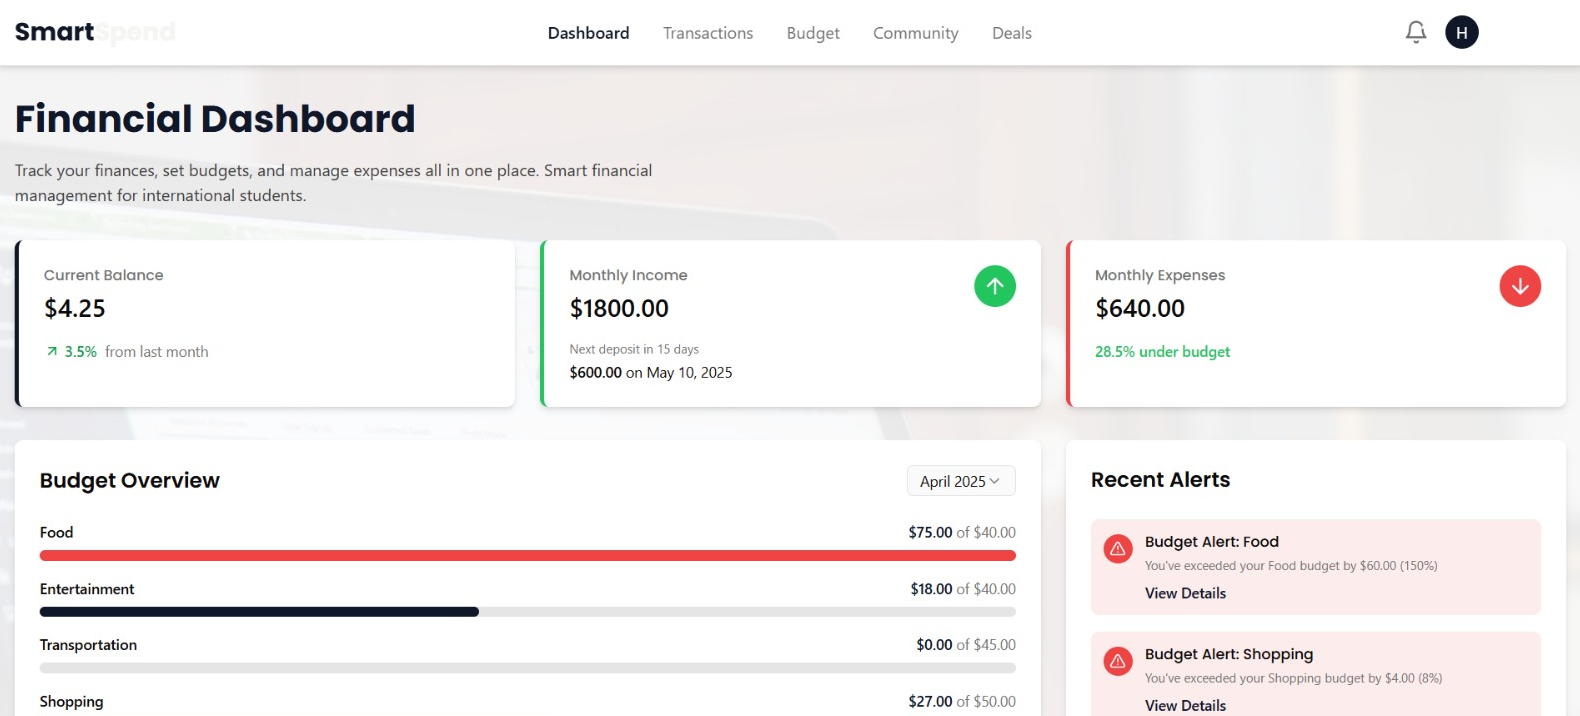 SmartSpend
Dashboard
Transactions
Budget
Community
Deals
H
Financial Dashboard
Track your finances, set budgets, and manage expenses all in one place. Smart financial
management for international students.
Current Balance
$4.25
3.5% from last month
Monthly Income
$1800.00
Next deposit in 15 days
$600.00 on May 10, 2025
Monthly Expenses
$640.00
28.5% under budget
Budget Overview
April 2025
Food
$75.00 of $40.00
Entertainment
$18.00 of $40.00
Transportation
$0.00 of $45.00
Shopping
$27.00 of $50.00
Recent Alerts
Budget Alert: Food
You've exceeded your Food budget by $60.00 (150%)
View Details
Budget Alert: Shopping
You've exceeded your Shopping budget by $4.00 (8%)
View Details